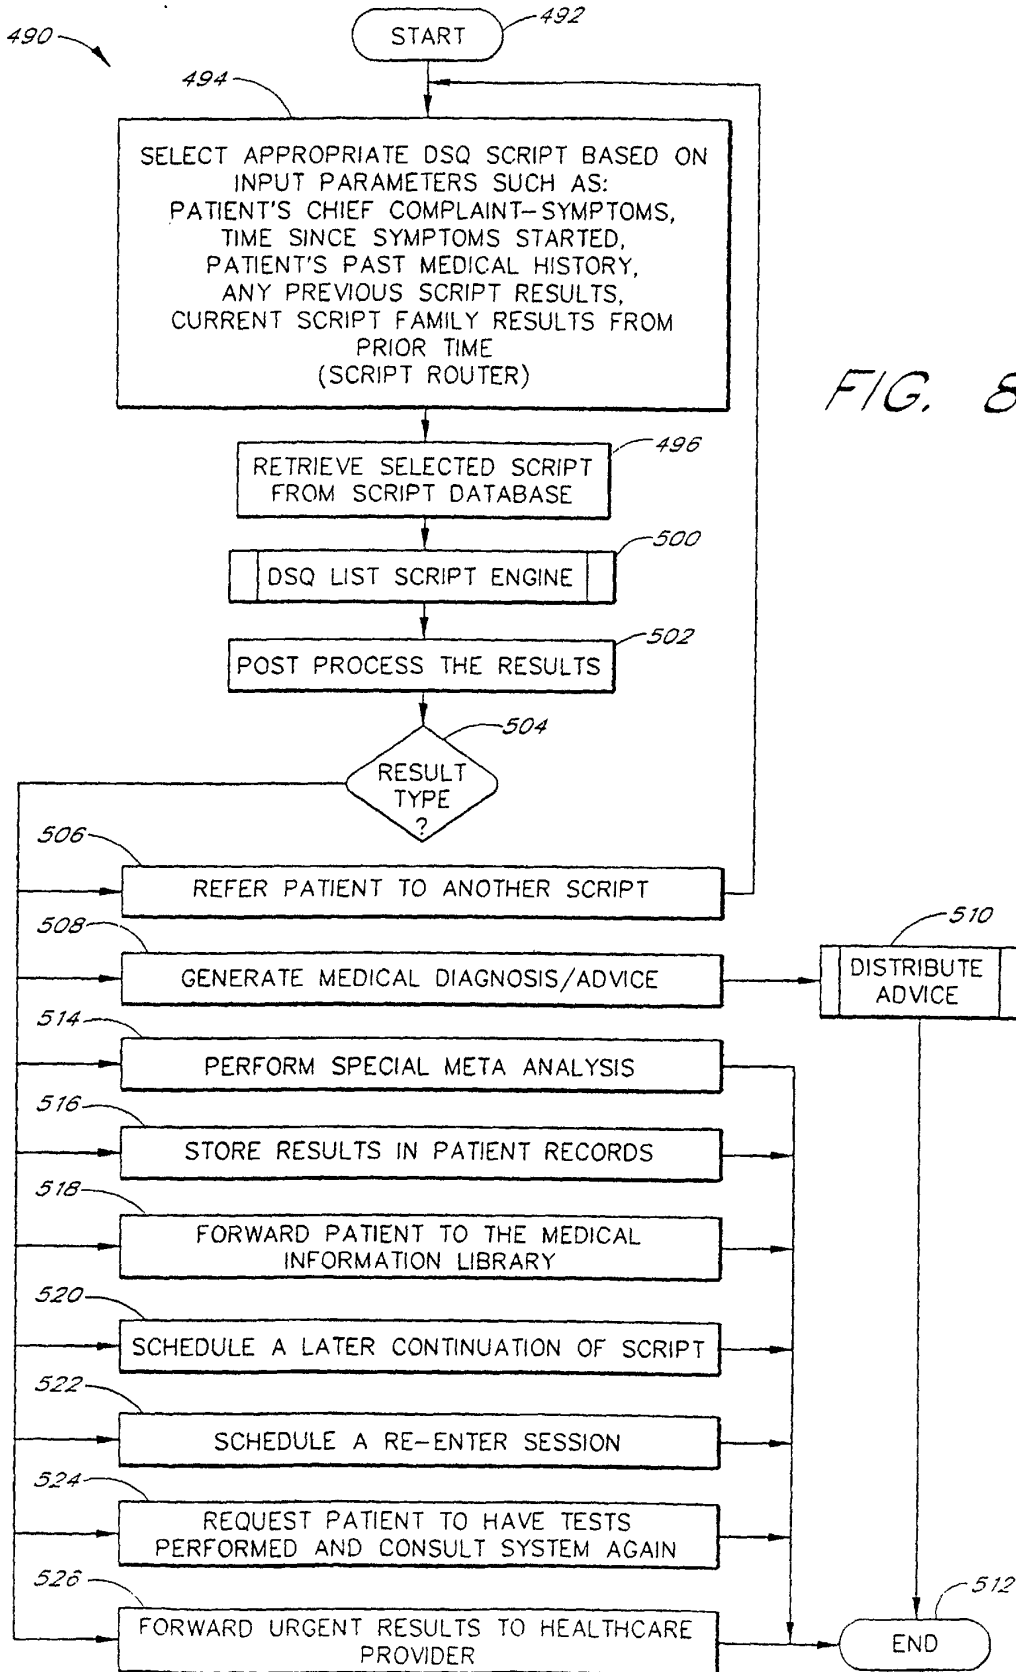 490
START
492
494
SELECT APPROPRIATE DSQ SCRIPT BASED ON
INPUT PARAMETERS SUCH AS:
PATIENT'S CHIEF COMPLAINT-SYMPTOMS,
TIME SINCE SYMPTOMS STARTED,
PATIENT'S PAST MEDICAL HISTORY,
ANY PREVIOUS SCRIPT RESULTS,
CURRENT SCRIPT FAMILY RESULTS FROM
PRIOR TIME
(SCRIPT ROUTER)
FIG. 8
496
RETRIEVE SELECTED SCRIPT
FROM SCRIPT DATABASE
500
DSQ LIST SCRIPT ENGINE
502
POST PROCESS THE RESULTS
504
RESULT
TYPE
?
506
REFER PATIENT TO ANOTHER SCRIPT
508
GENERATE MEDICAL DIAGNOSIS/ADVICE
510
DISTRIBUTE
ADVICE
514
PERFORM SPECIAL META ANALYSIS
516
STORE RESULTS IN PATIENT RECORDS
518
FORWARD PATIENT TO THE MEDICAL
INFORMATION LIBRARY
520
SCHEDULE A LATER CONTINUATION OF SCRIPT
522
SCHEDULE A RE-ENTER SESSION
524
REQUEST PATIENT TO HAVE TESTS
PERFORMED AND CONSULT SYSTEM AGAIN
526
FORWARD URGENT RESULTS TO HEALTHCARE
PROVIDER
512
END